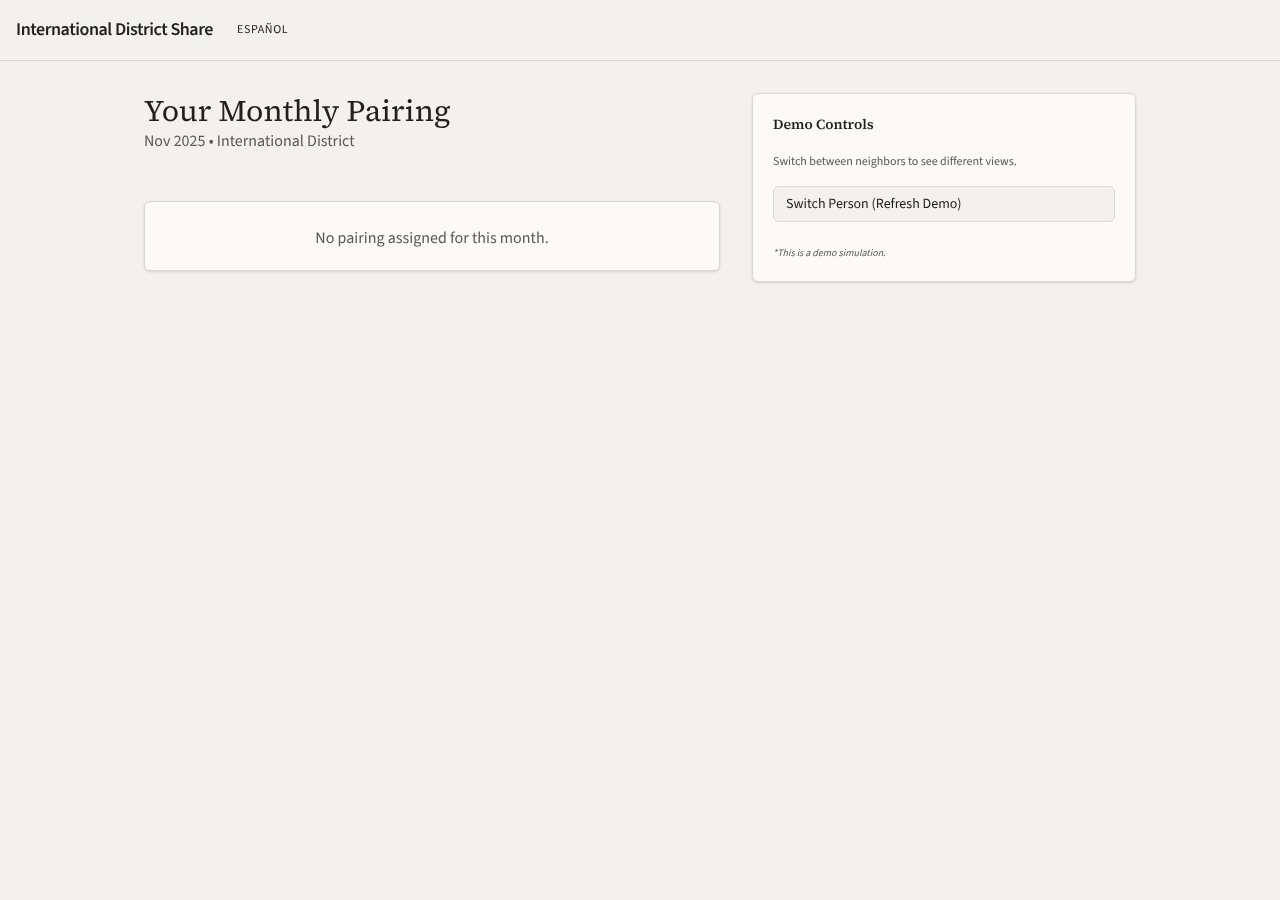 International District Share
ESPAÑOL
Your Monthly Pairing
Nov 2025 • International District
No pairing assigned for this month.
Demo Controls
Switch between neighbors to see different views.
Switch Person (Refresh Demo)
*This is a demo simulation.